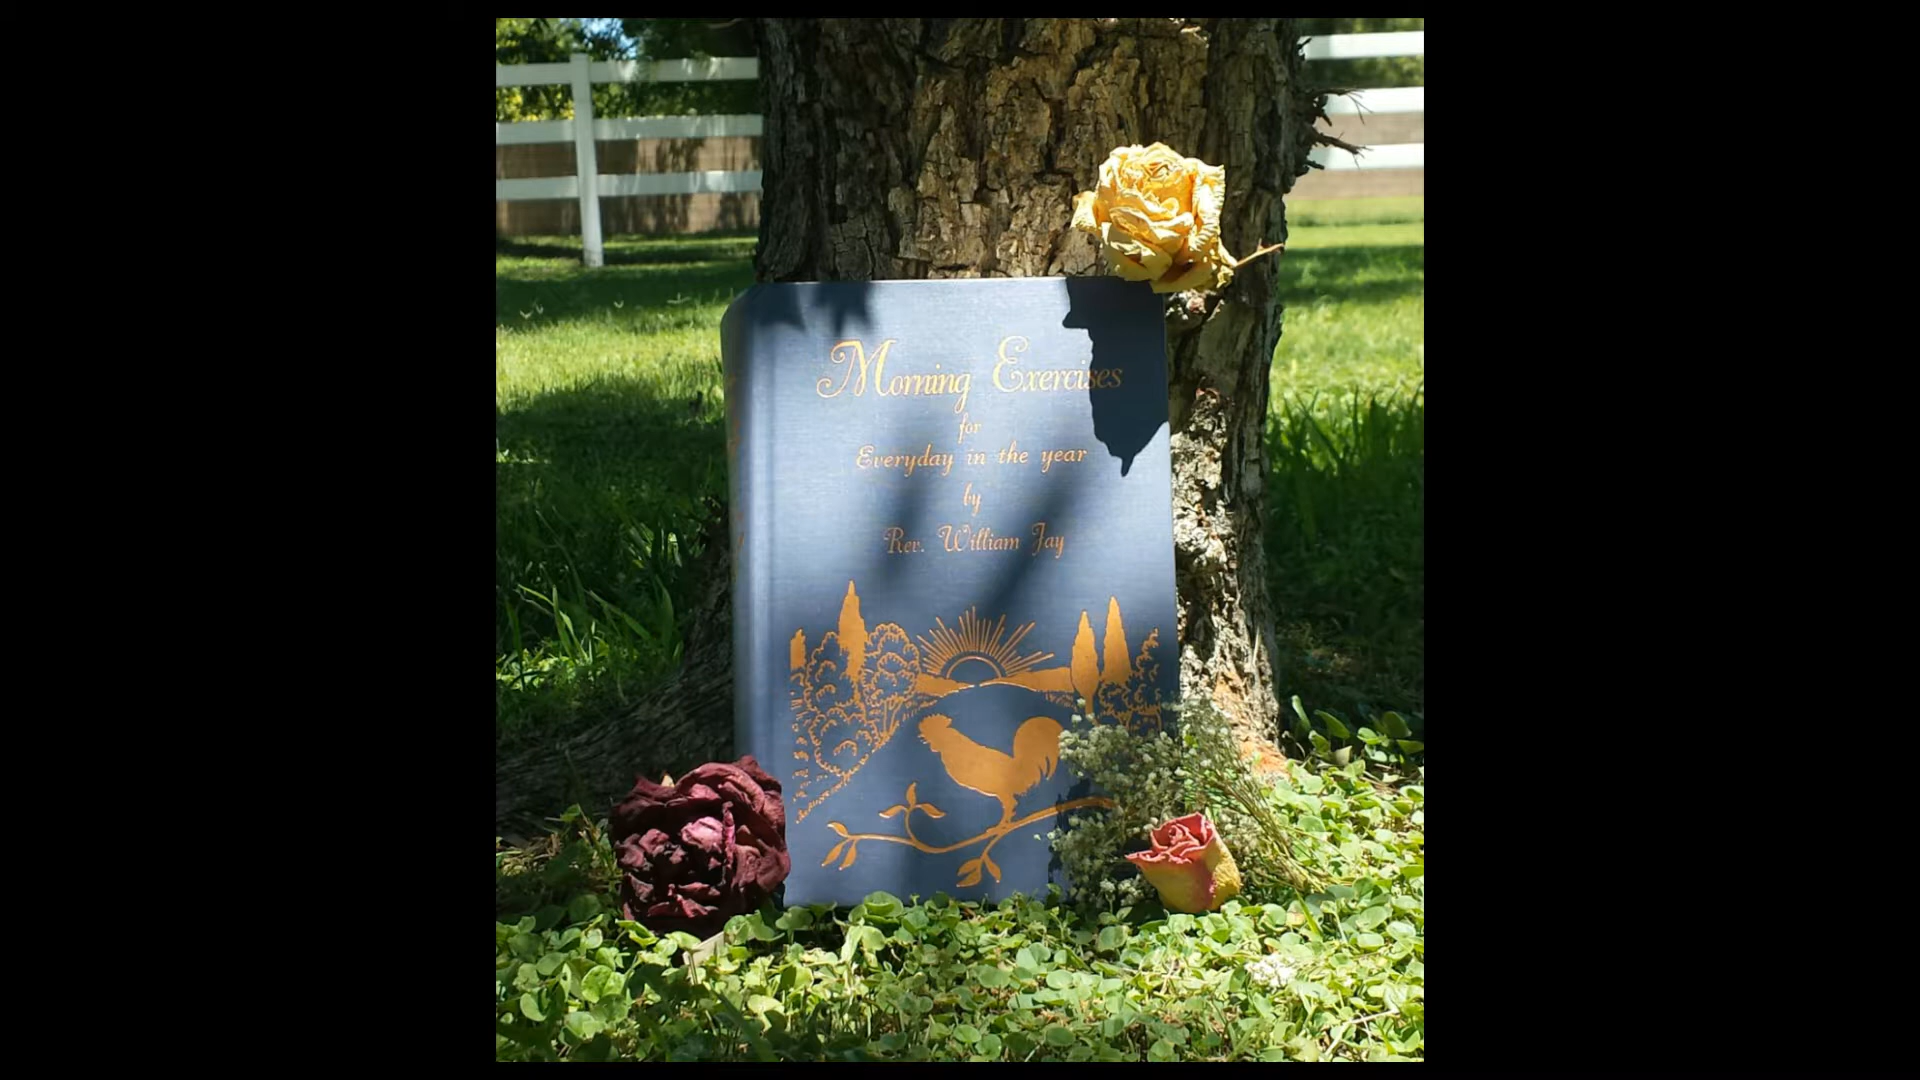 Morning Exercises
for
Everyday in the year
by
Rev. William Jay